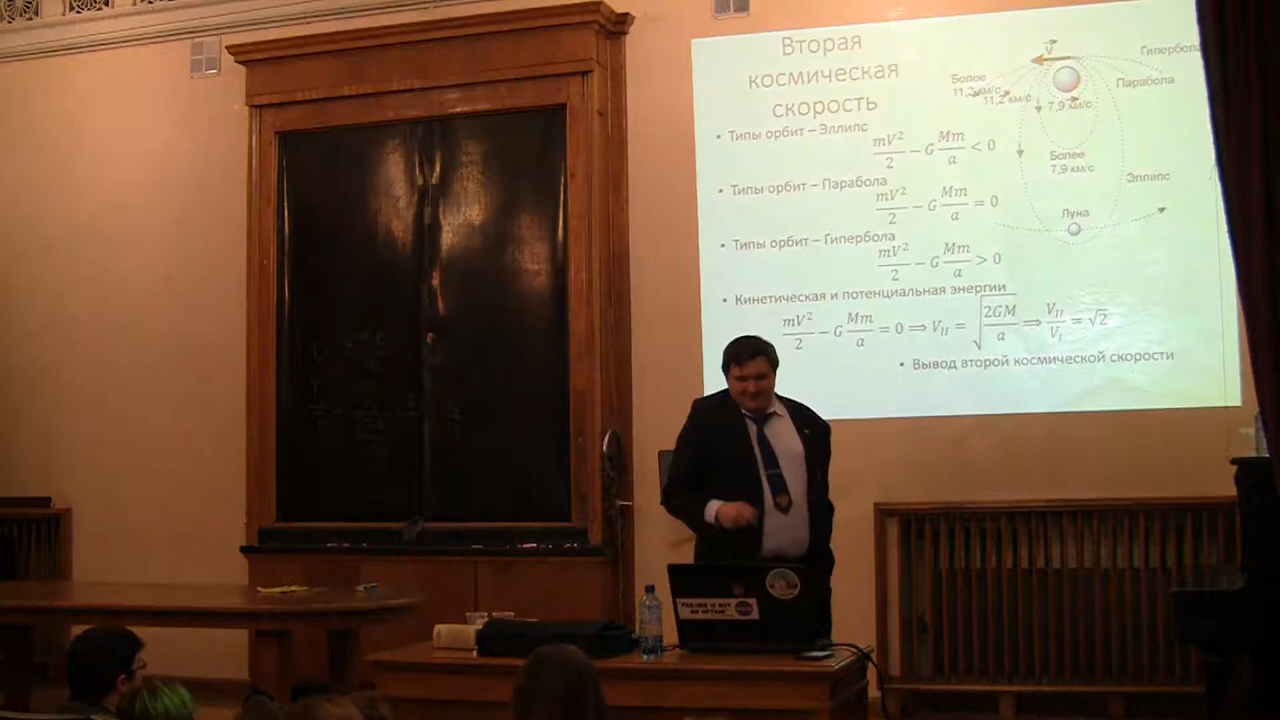 Вторая
космическая
скорость
• Типы орбит – Эллипс
mV²/2 − G Mm/a < 0
• Типы орбит – Парабола
mV²/2 − G Mm/a = 0
• Типы орбит – Гипербола
mV²/2 − G Mm/a > 0
• Кинетическая и потенциальная энергии
mV²/2 − G Mm/a = 0 ⟹ V_II = √(2GM/a) ⟹ V_II/V_I = √2
• Вывод второй космической скорости
V
Гипербола
Парабола
Более
11,2 км/с
11,2 км/с
7,9 км/с
Более
7,9 км/с
Эллипс
Луна
"FAILURE IS NOT
AN OPTION"
NASA